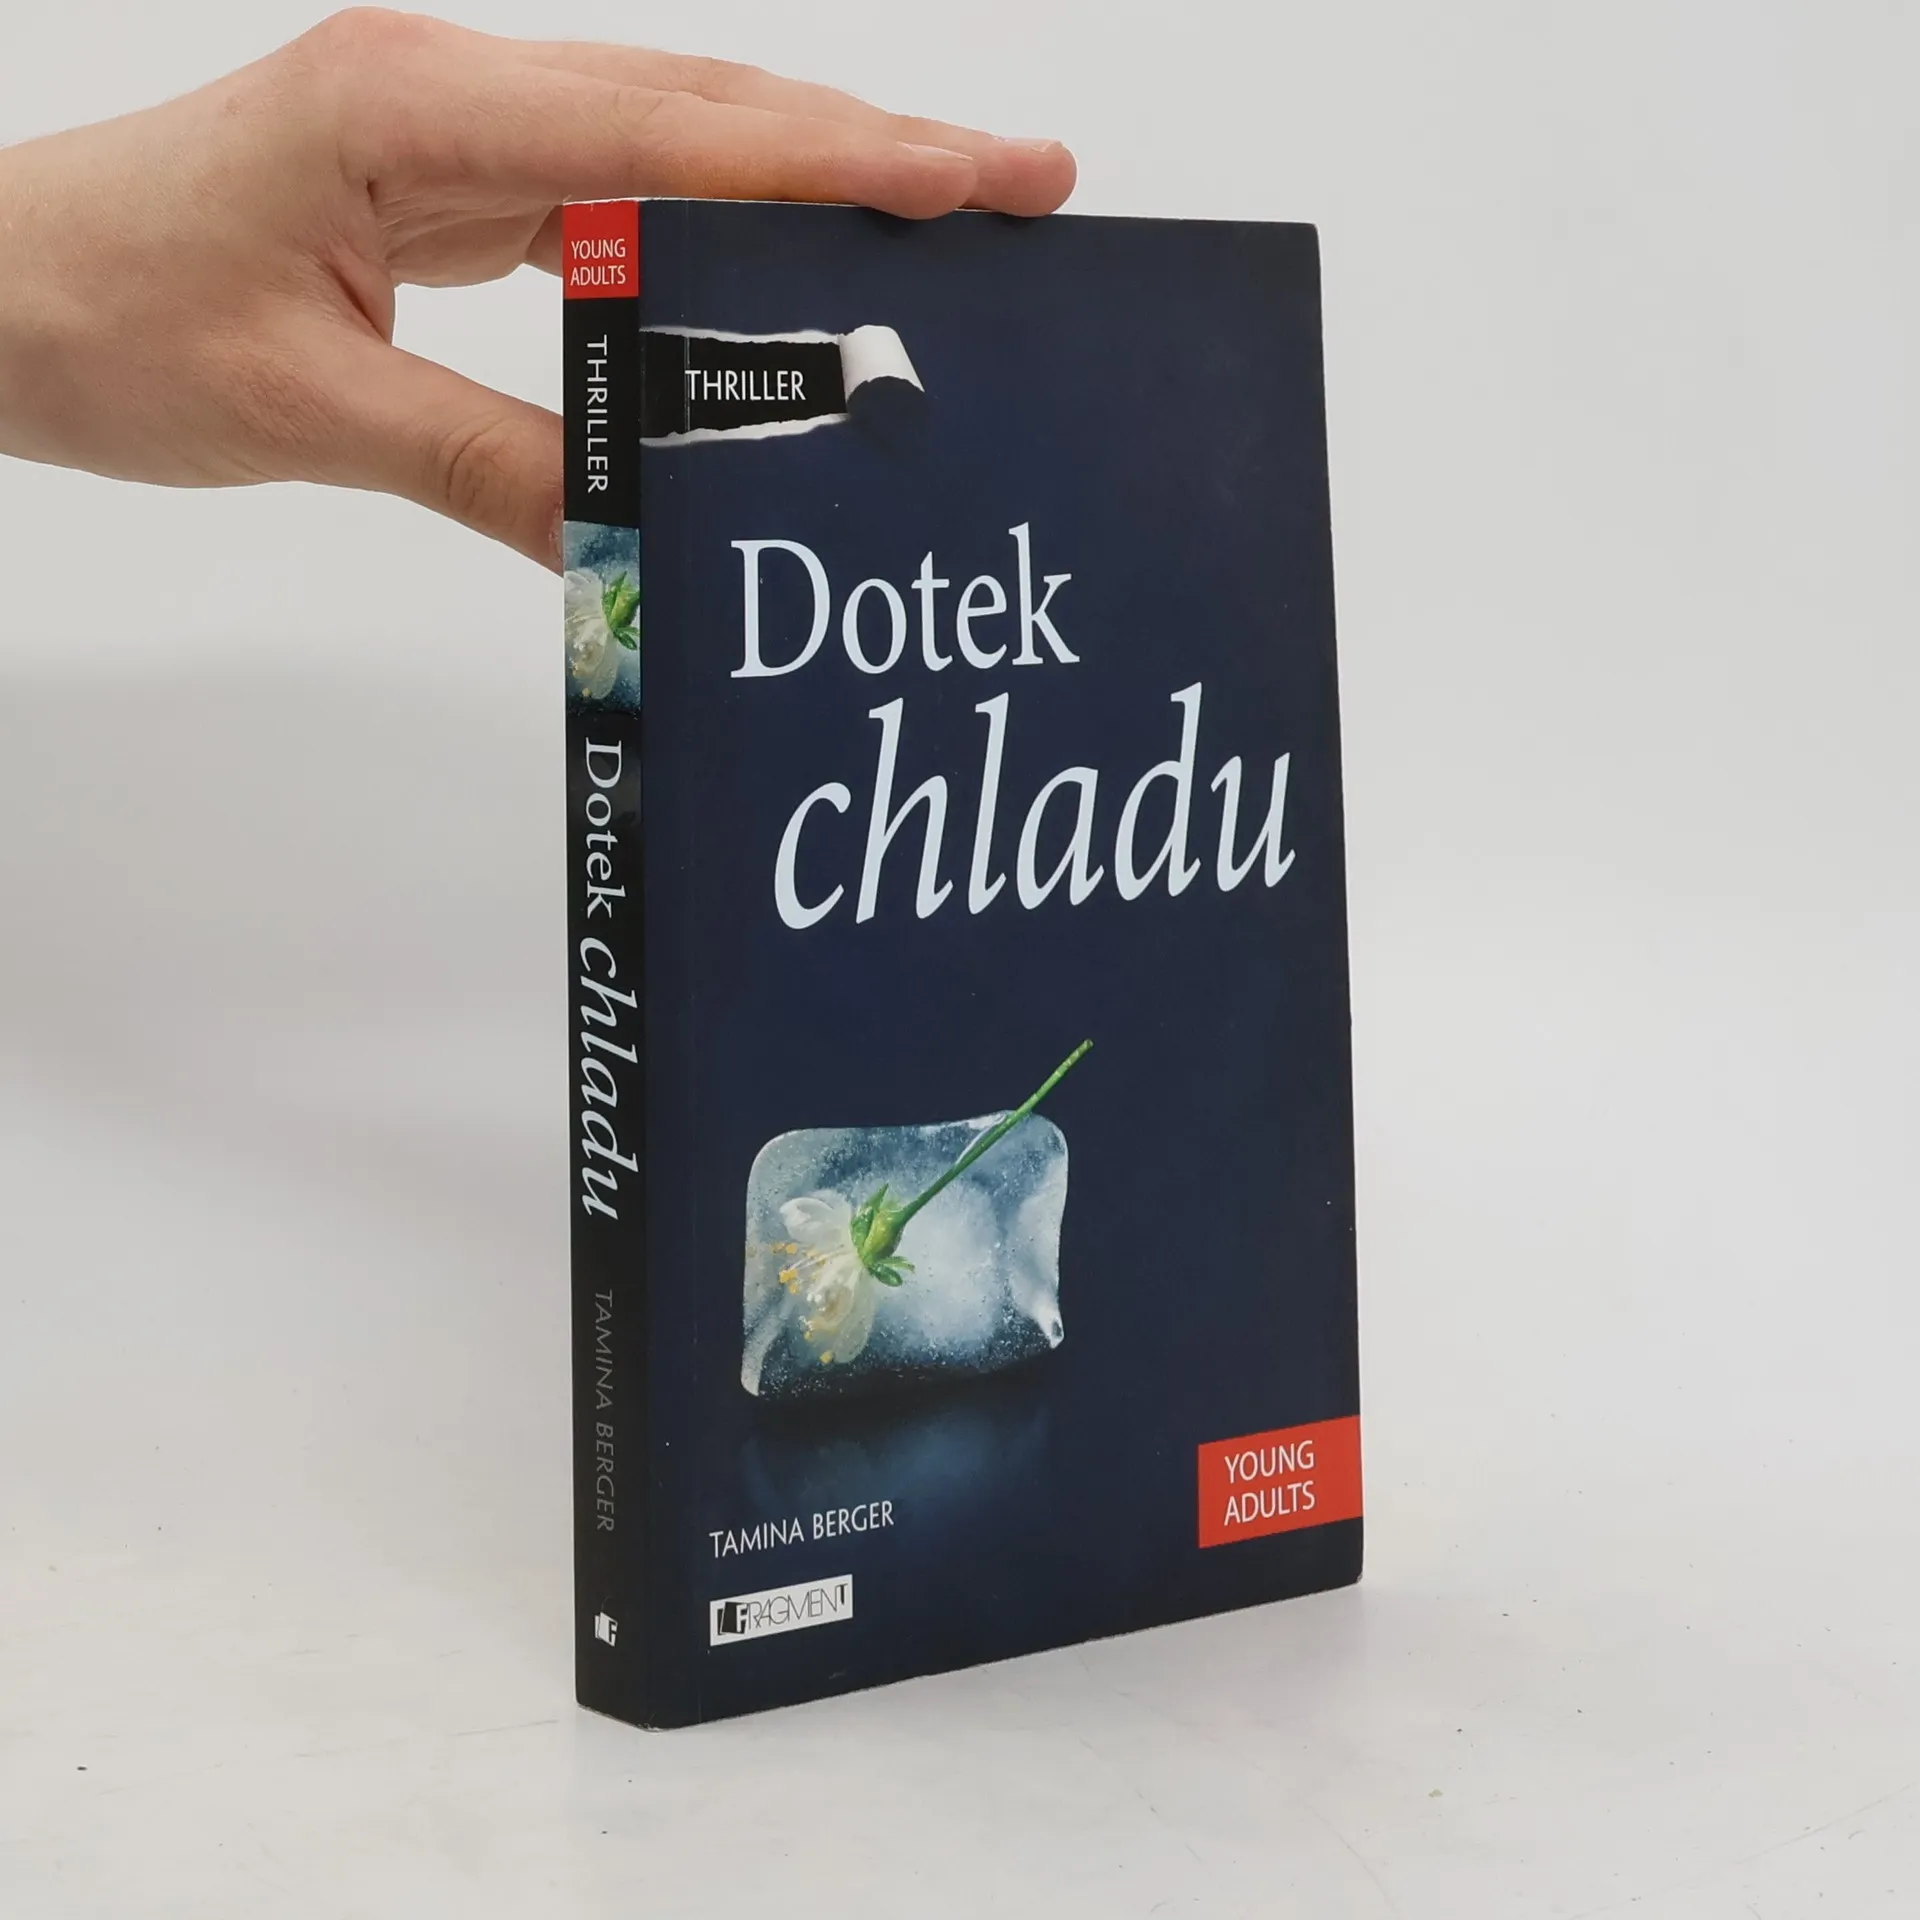 YOUNG
ADULTS
THRILLER
Dotek chladu
TAMINA BERGER
F
THRILLER
Dotek
chladu
TAMINA BERGER
FRAGMENT
YOUNG
ADULTS